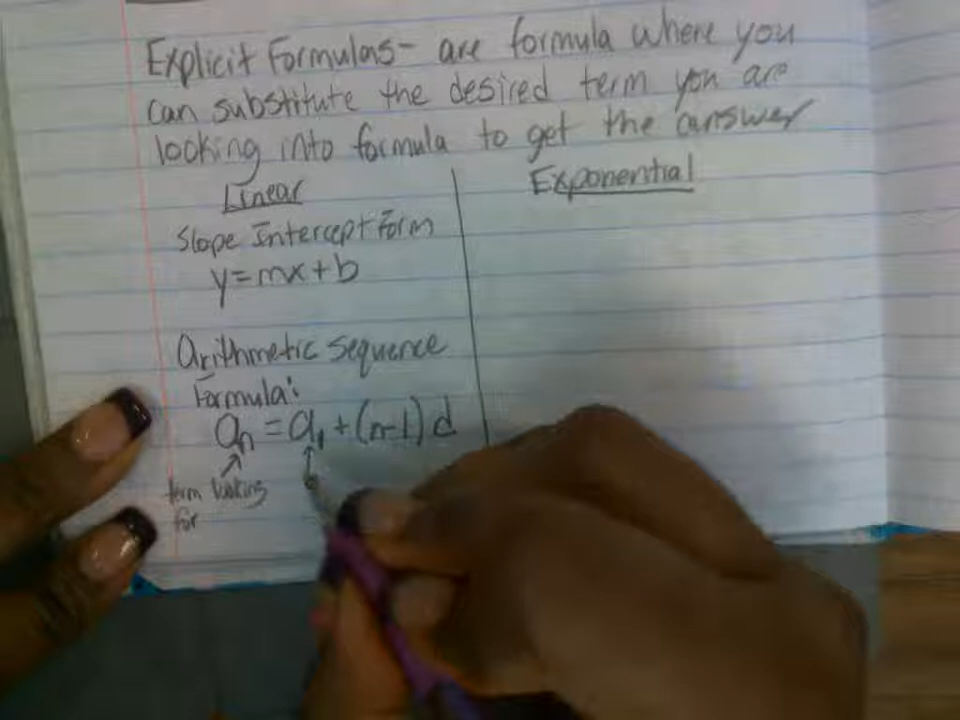 Explicit Formulas- are formula where you
can substitute the desired term you are
looking into formula to get the answer
Linear
Slope Intercept Form
y=mx+b
Arithmetic Sequence
Formula:
aₙ = a₁ + (n-1) d
term looking
for
Exponential